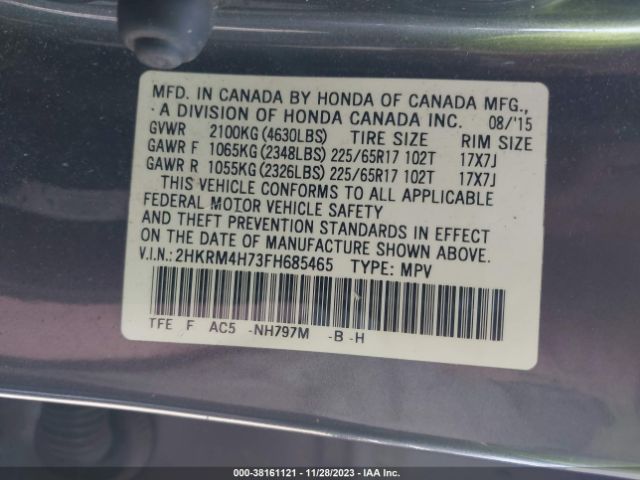 MFD. IN CANADA BY HONDA OF CANADA MFG.,
A DIVISION OF HONDA CANADA INC. 08/'15
GVWR 2100KG (4630LBS) TIRE SIZE RIM SIZE
GAWR F 1065KG (2348LBS) 225/65R17 102T 17X7J
GAWR R 1055KG (2326LBS) 225/65R17 102T 17X7J
THIS VEHICLE CONFORMS TO ALL APPLICABLE
FEDERAL MOTOR VEHICLE SAFETY
AND THEFT PREVENTION STANDARDS IN EFFECT
ON THE DATE OF MANUFACTURE SHOWN ABOVE.
V.I.N.: 2HKRM4H73FH685465 TYPE: MPV
TFE F AC5 -NH797M -B -H
000-38161121 - 11/28/2023 - IAA Inc.